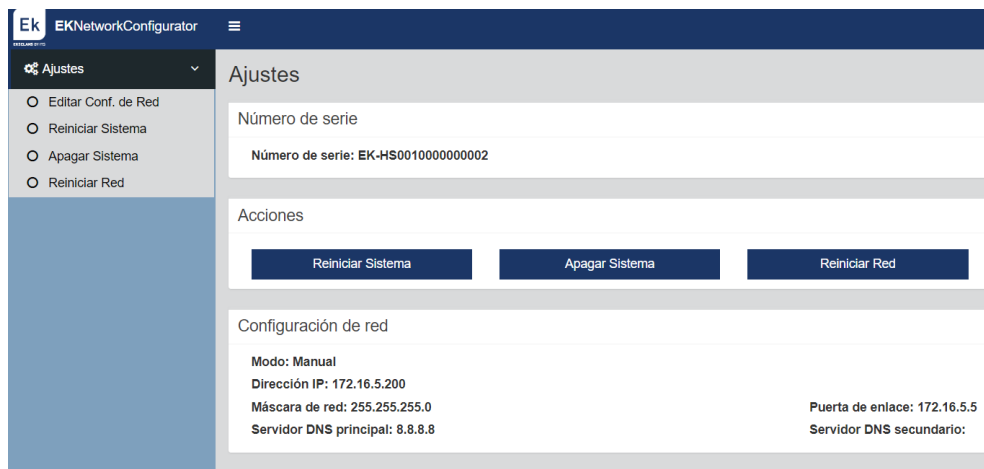 Ek EKNetworkConfigurator
EKSELANS BY ITS
Ajustes
Editar Conf. de Red
Reiniciar Sistema
Apagar Sistema
Reiniciar Red
Ajustes
Número de serie
Número de serie: EK-HS0010000000002
Acciones
Reiniciar Sistema Apagar Sistema Reiniciar Red
Configuración de red
Modo: Manual
Dirección IP: 172.16.5.200
Máscara de red: 255.255.255.0 Puerta de enlace: 172.16.5.5
Servidor DNS principal: 8.8.8.8 Servidor DNS secundario: